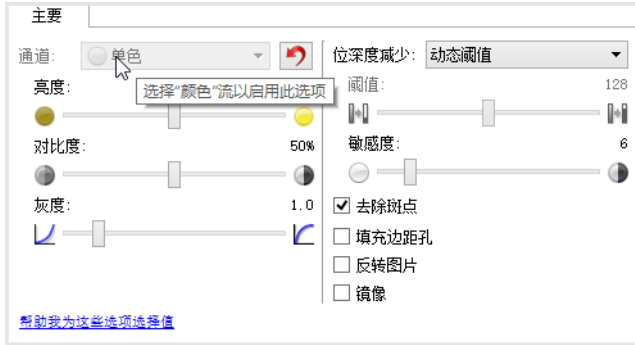 主要
通道:
单色
选择"颜色"流以启用此选项
亮度:
对比度:
50%
灰度:
1.0
帮助我为这些选项选择值
位深度减少:
动态阈值
阈值:
128
敏感度:
6
去除斑点
填充边距孔
反转图片
镜像